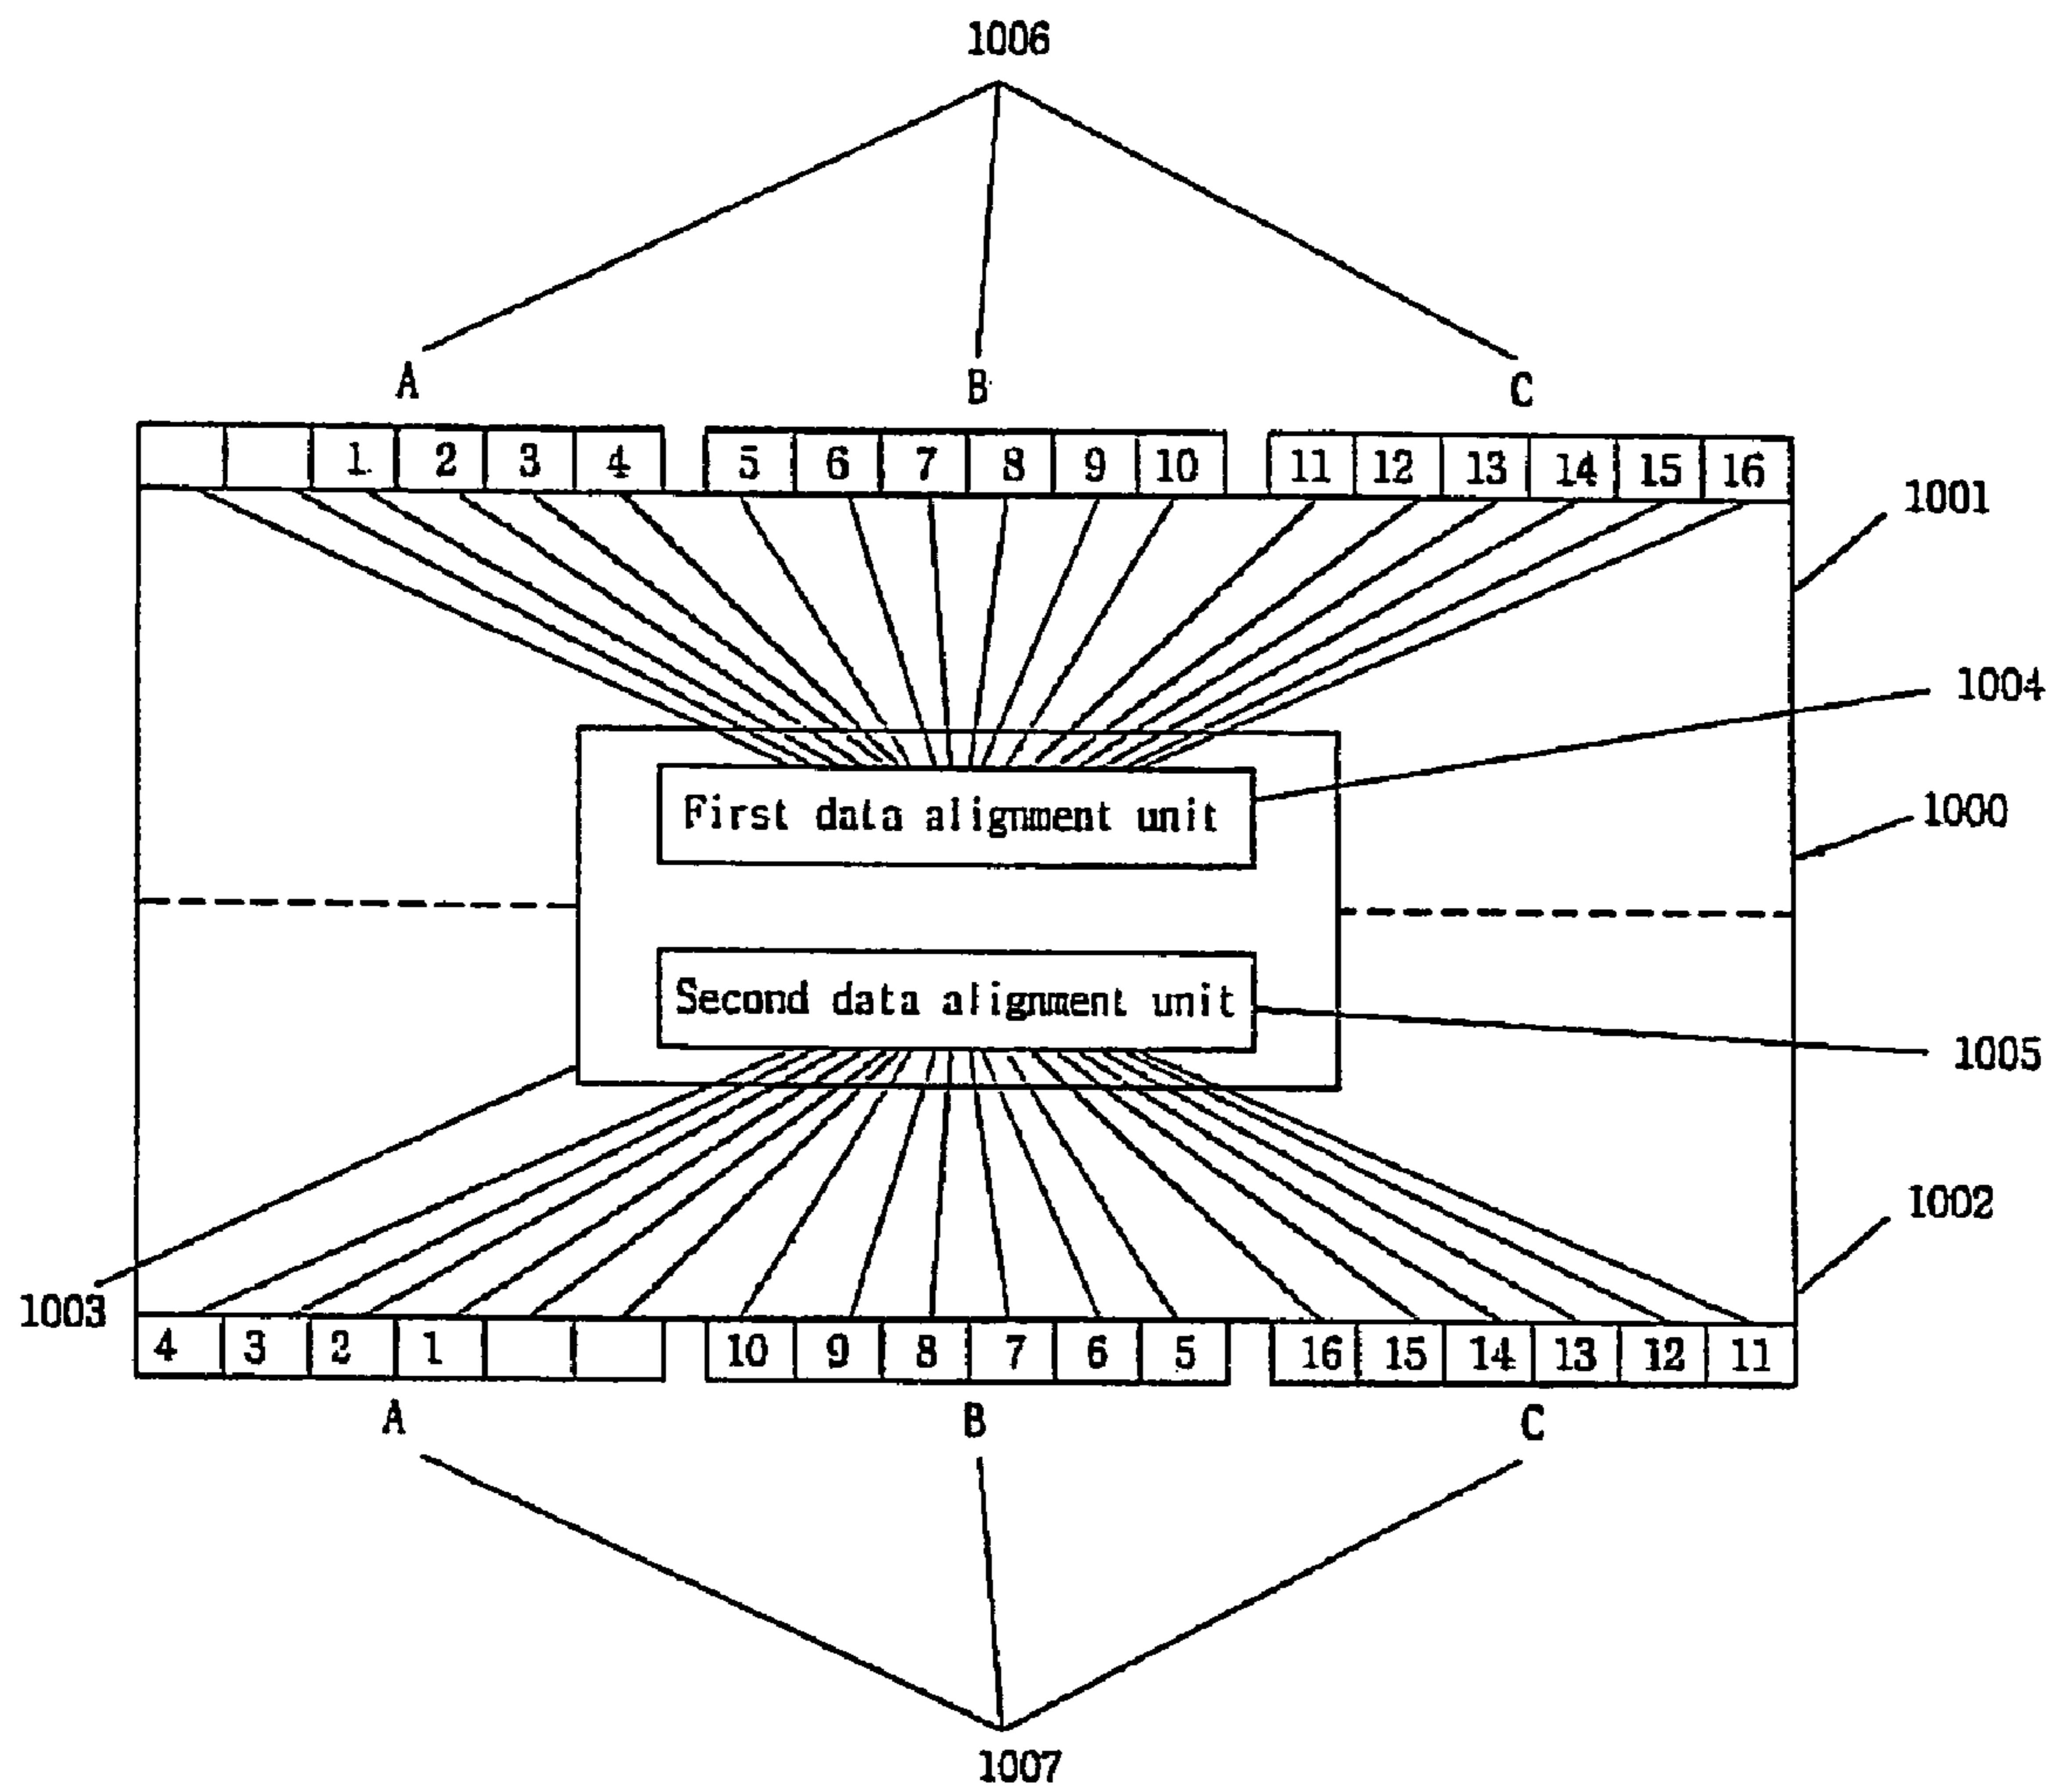 1006
A B C
1 2 3 4 5 6 7 8 9 10 11 12 13 14 15 16
1001
1004
First data alignment unit
1000
Second data alignment unit
1005
1002
1003
4 3 2 1 10 9 8 7 6 5 16 15 14 13 12 11
A B C
1007